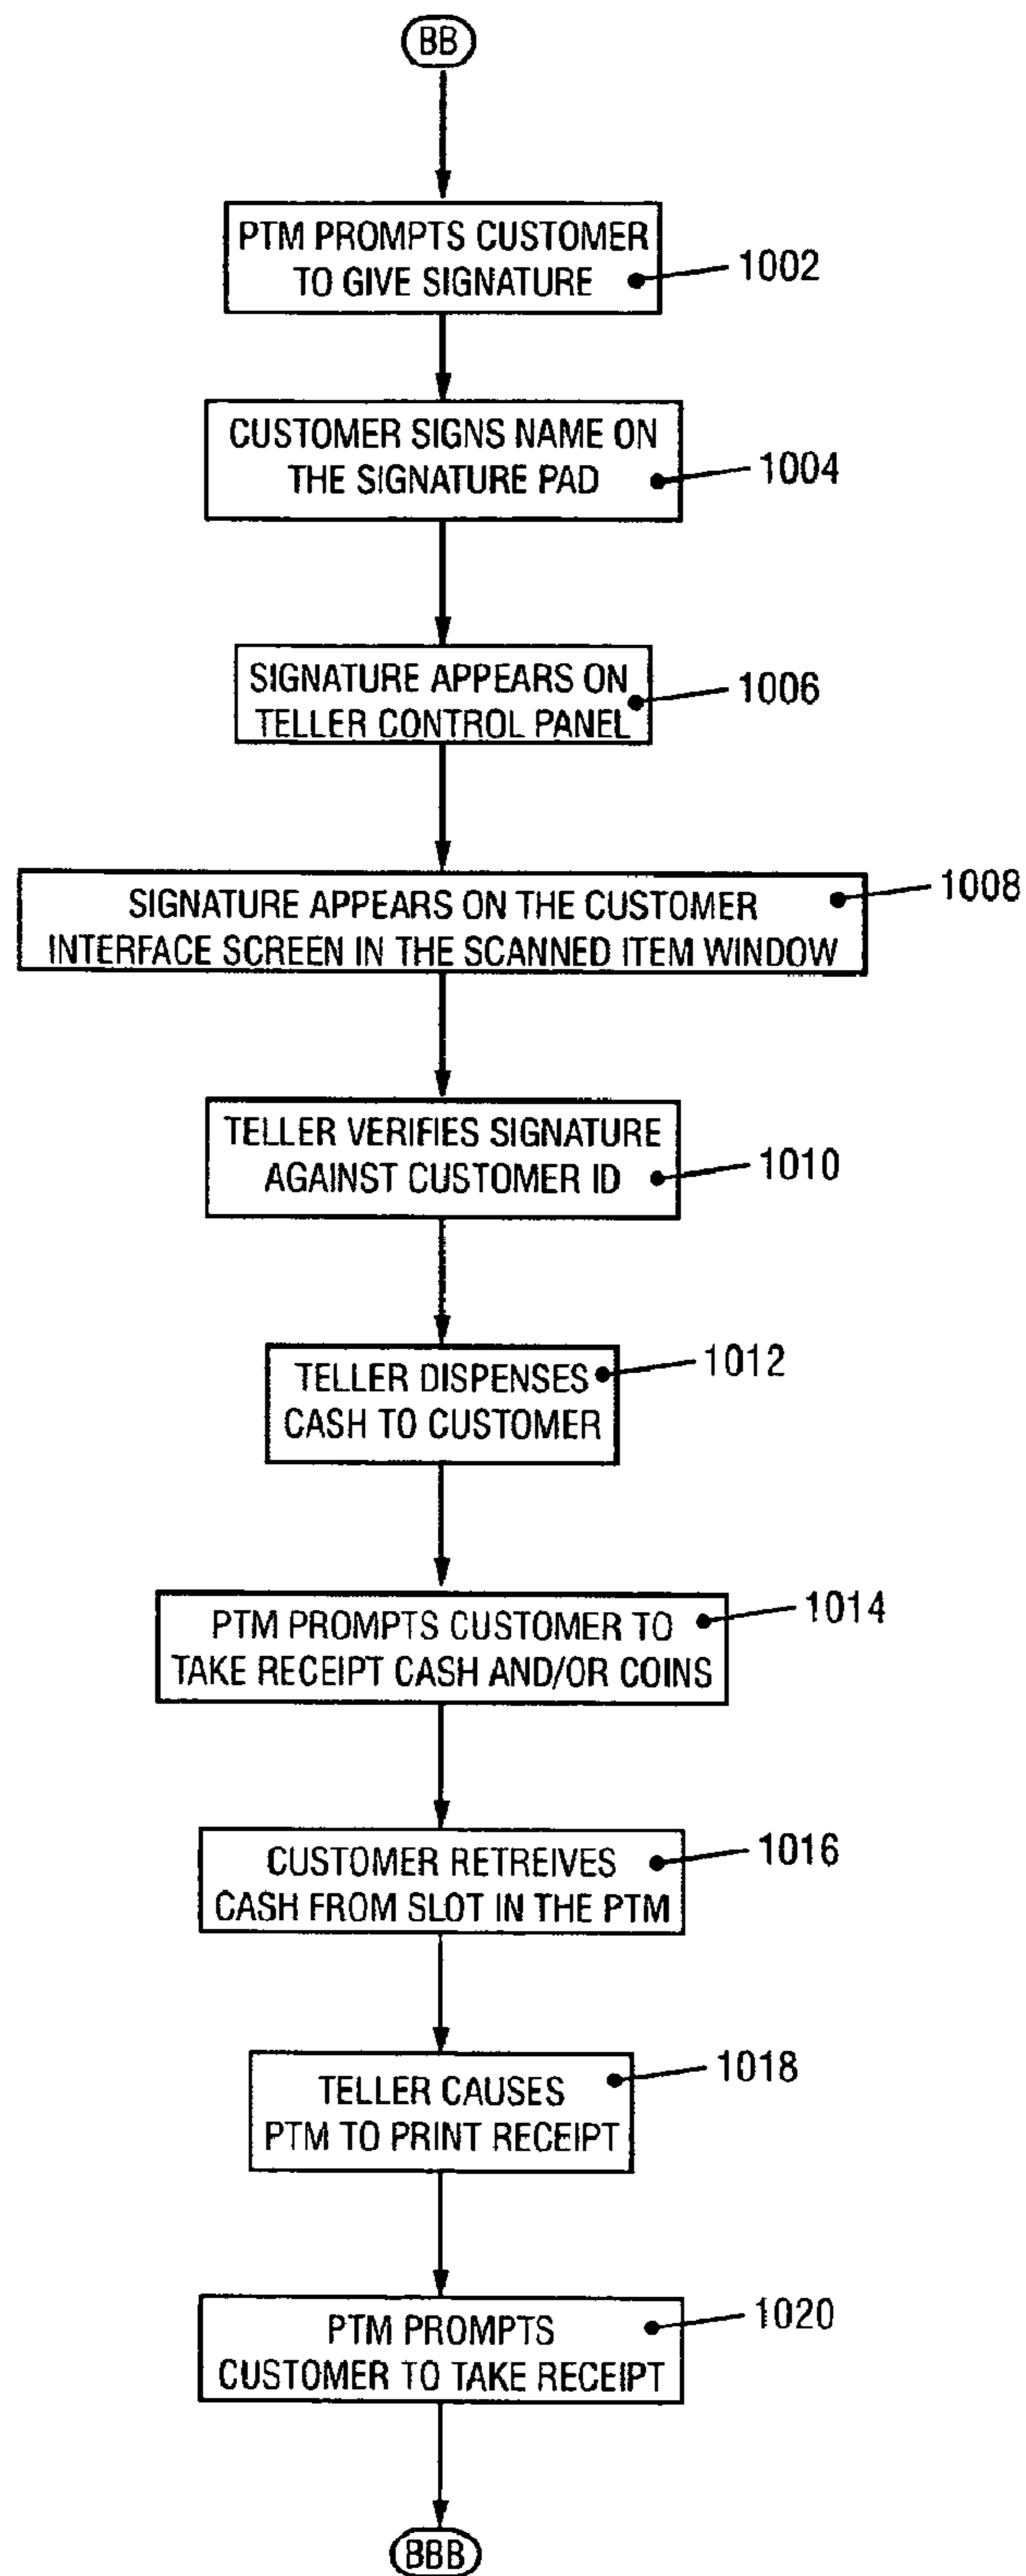 BB
PTM PROMPTS CUSTOMER
TO GIVE SIGNATURE
1002
CUSTOMER SIGNS NAME ON
THE SIGNATURE PAD
1004
SIGNATURE APPEARS ON
TELLER CONTROL PANEL
1006
SIGNATURE APPEARS ON THE CUSTOMER
INTERFACE SCREEN IN THE SCANNED ITEM WINDOW
1008
TELLER VERIFIES SIGNATURE
AGAINST CUSTOMER ID
1010
TELLER DISPENSES
CASH TO CUSTOMER
1012
PTM PROMPTS CUSTOMER TO
TAKE RECEIPT CASH AND/OR COINS
1014
CUSTOMER RETREIVES
CASH FROM SLOT IN THE PTM
1016
TELLER CAUSES
PTM TO PRINT RECEIPT
1018
PTM PROMPTS
CUSTOMER TO TAKE RECEIPT
1020
BBB